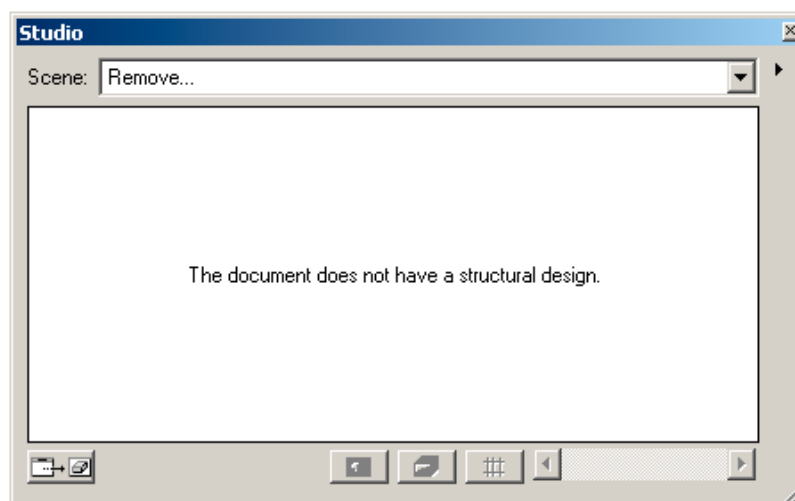 Studio
Scene: Remove...
The document does not have a structural design.